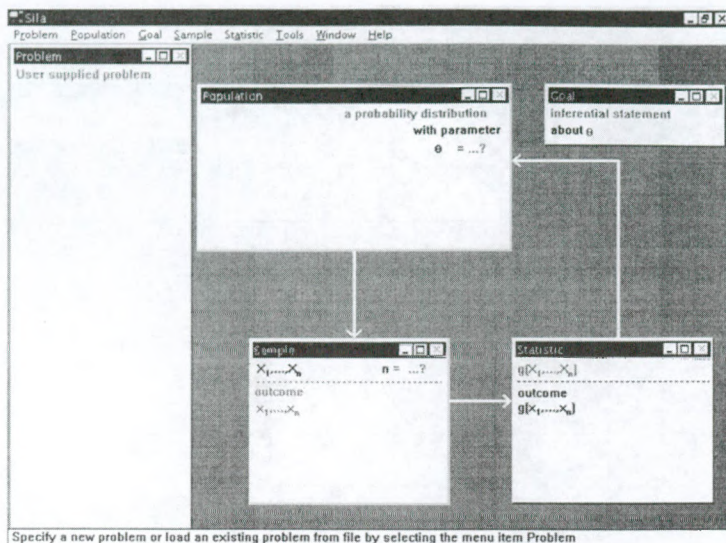 Sila
Problem Population Goal Sample Statistic Tools Window Help
Problem
User supplied problem
Population
a probability distribution
with parameter
θ = ...?
Goal
inferential statement
about θ
Sample
X₁,...,Xₙ n = ...?
outcome
x₁,...,xₙ
Statistic
g(X₁,...,Xₙ)
outcome
g(x₁,...,xₙ)
Specify a new problem or load an existing problem from file by selecting the menu item Problem